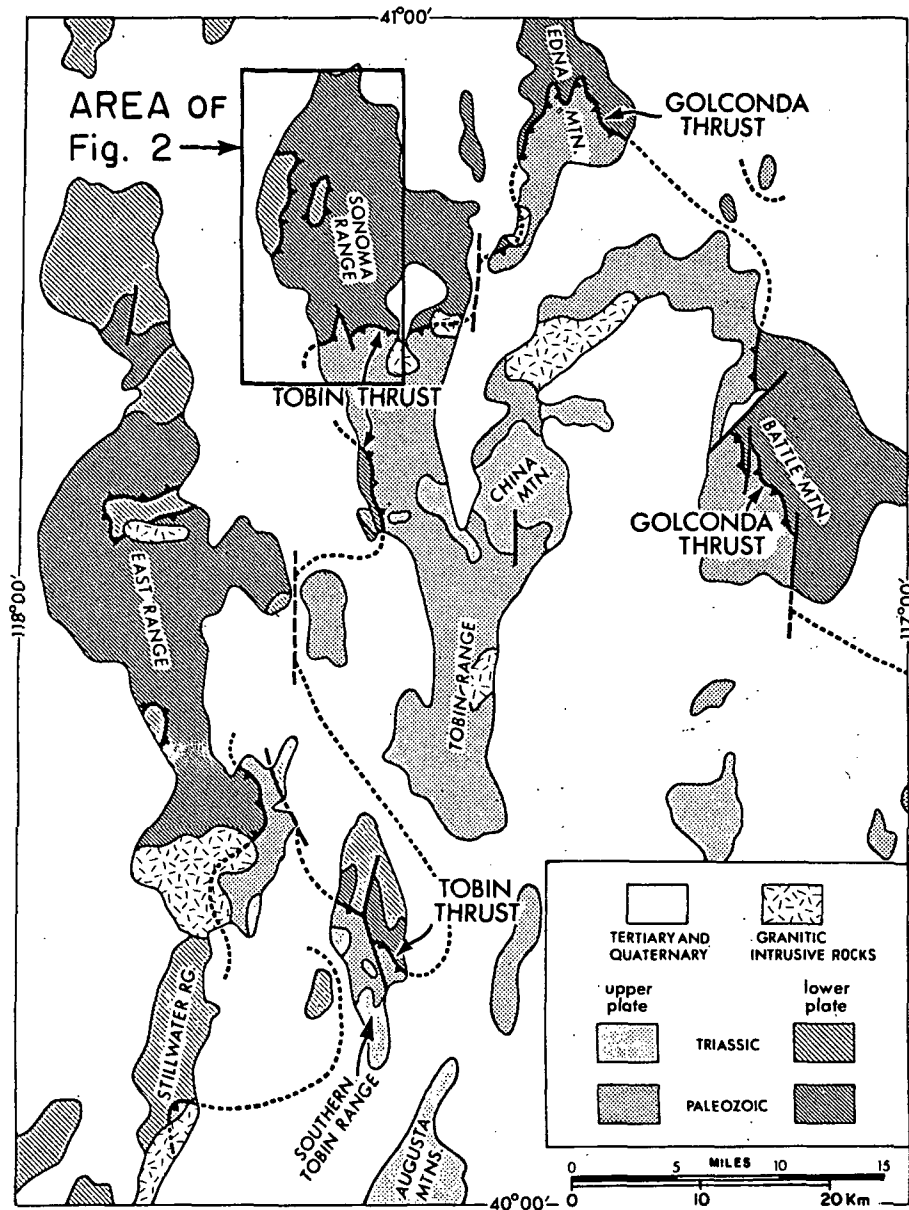 41°00'
AREA OF
Fig. 2
EDNA
MTN.
GOLCONDA
THRUST
SONOMA
RANGE
TOBIN THRUST
CHINA
MTN.
BATTLE MTN.
GOLCONDA
THRUST
118°00'
117°00'
EAST RANGE
TOBIN RANGE
TOBIN
THRUST
STILLWATER RG.
SOUTHERN
TOBIN RANGE
AUGUSTA
MTNS.
TERTIARY AND
QUATERNARY
GRANITIC
INTRUSIVE ROCKS
upper
plate
lower
plate
TRIASSIC
PALEOZOIC
MILES
0 5 10 15
0 10 20 Km
40°00'